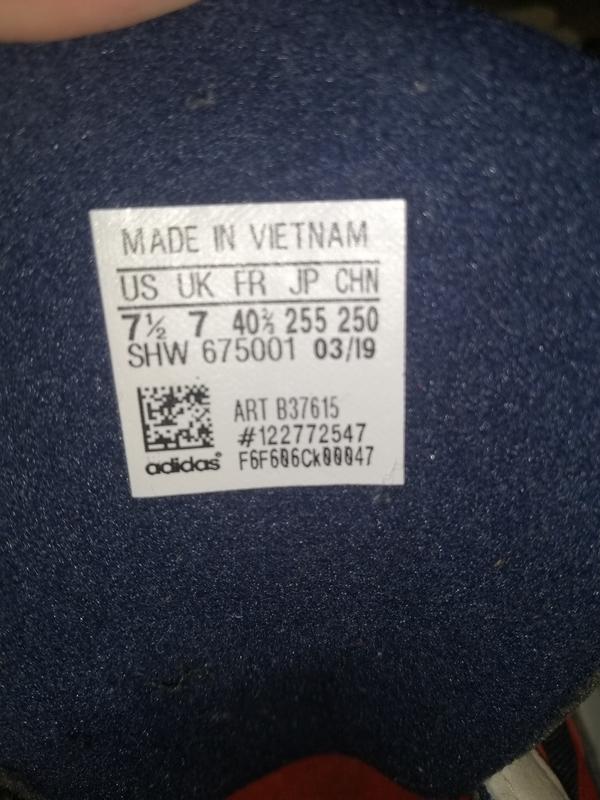 MADE IN VIETNAM
US UK FR JP CHN
7½ 7 40⅔ 255 250
SHW 675001 03/19
ART B37615
#122772547
adidas® F6F606Ck00047